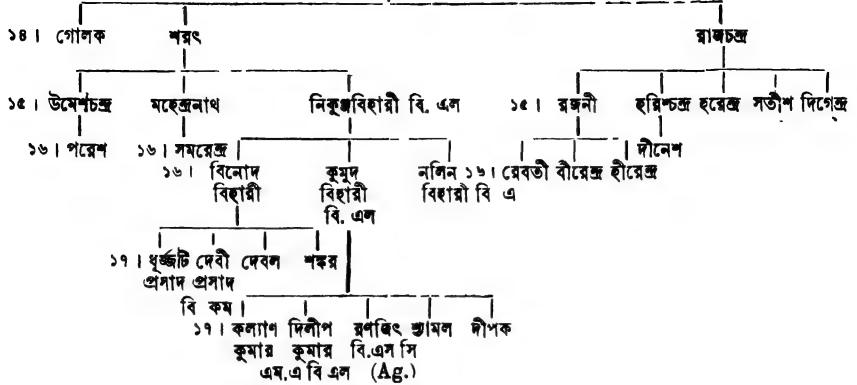 ১৪। গোলক শরৎ রাজচন্দ্র
১৫। উমেশচন্দ্র মহেন্দ্রনাথ নিকুঞ্জবিহারী বি. এল ১৫। রজনী হরিশ্চন্দ্র হরেন্দ্র সতীশ দিগেন্দ্র
১৬। পরেশ ১৬। সমরেন্দ্র দীনেশ
১৬। বিনোদ কুমুদ নলিন ১৬। রেবতী বীরেন্দ্র হীরেন্দ্র
বিহারী বিহারী বিহারী বি এ
বি. এল
১৭। ধূর্জ্জটি দেবী দেবল শঙ্কর
প্রসাদ প্রসাদ
বি কম।
১৭। কল্যাণ দিলীপ রণজিৎ শ্যামল দীপক
কুমার কুমার বি.এস সি
এম.এ বি এল (Ag.)